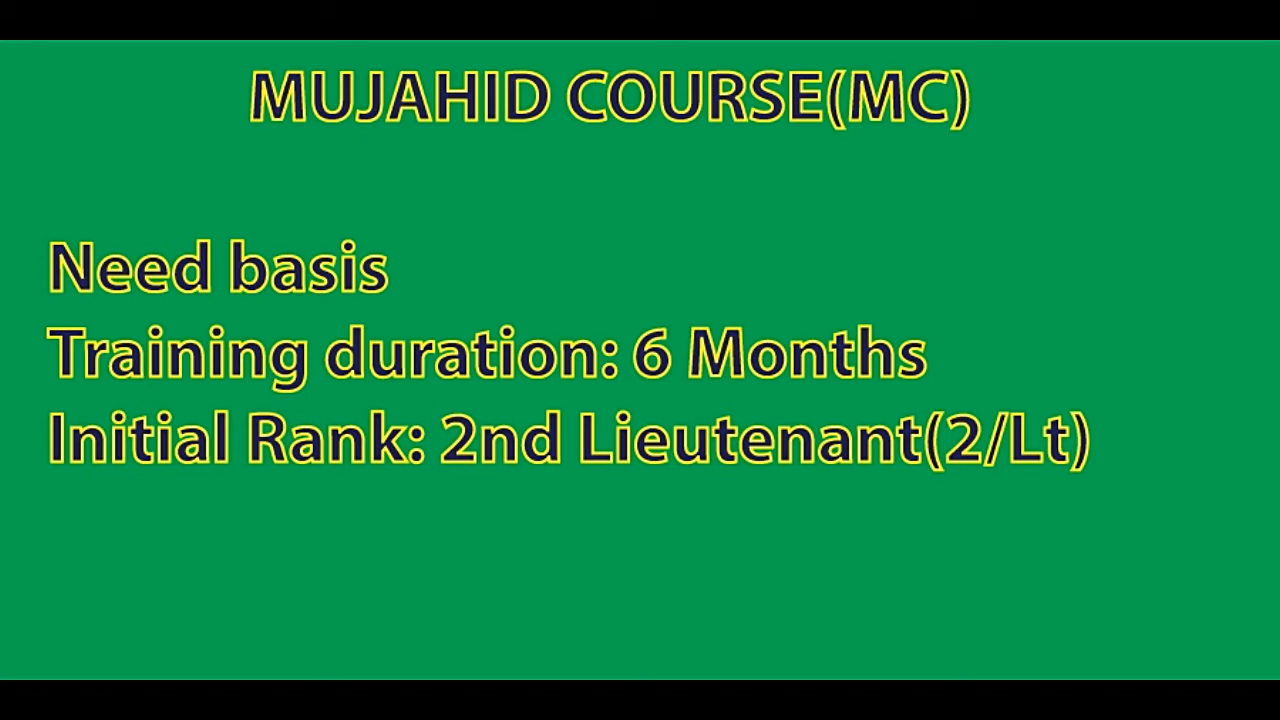 MUJAHID COURSE(MC)
Need basis
Training duration: 6 Months
Initial Rank: 2nd Lieutenant(2/Lt)